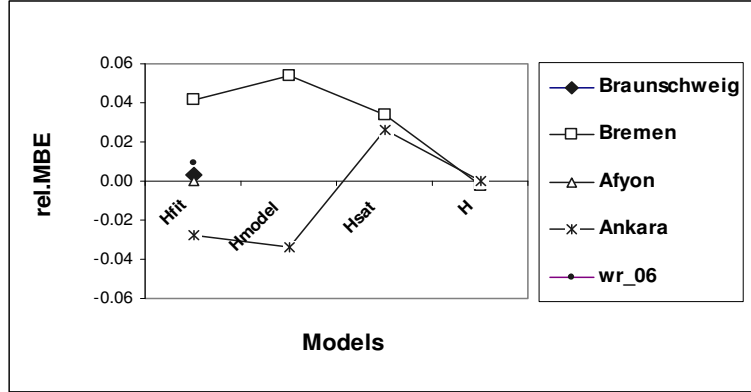 0.06
0.04
0.02
0.00
-0.02
-0.04
-0.06
rel.MBE
Hfit
Hmodel
Hsat
H
Models
Braunschweig
Bremen
Afyon
Ankara
wr_06